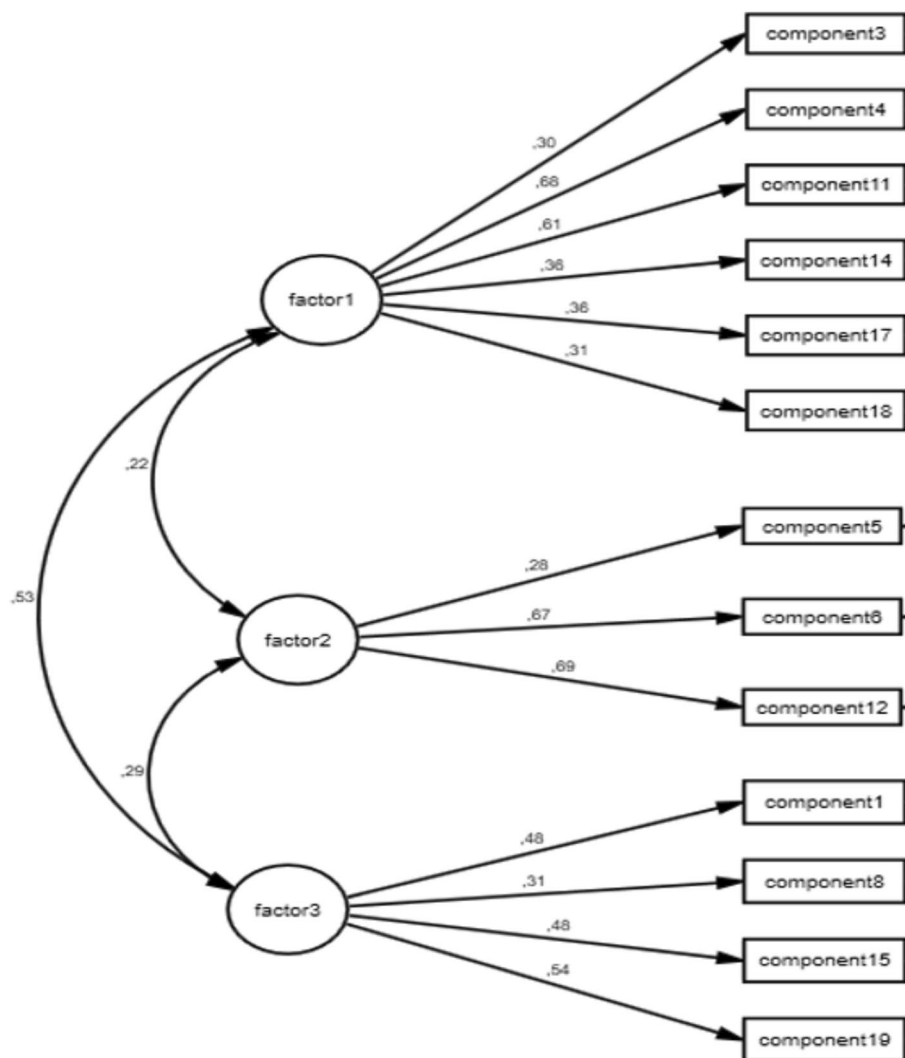 component3
,30
component4
,68
component11
,61
component14
,36
factor1
component17
,36
component18
,31
,22
component5
,28
component6
,67
,53
factor2
component12
,69
,29
component1
,48
component8
,31
factor3
component15
,48
component19
,54